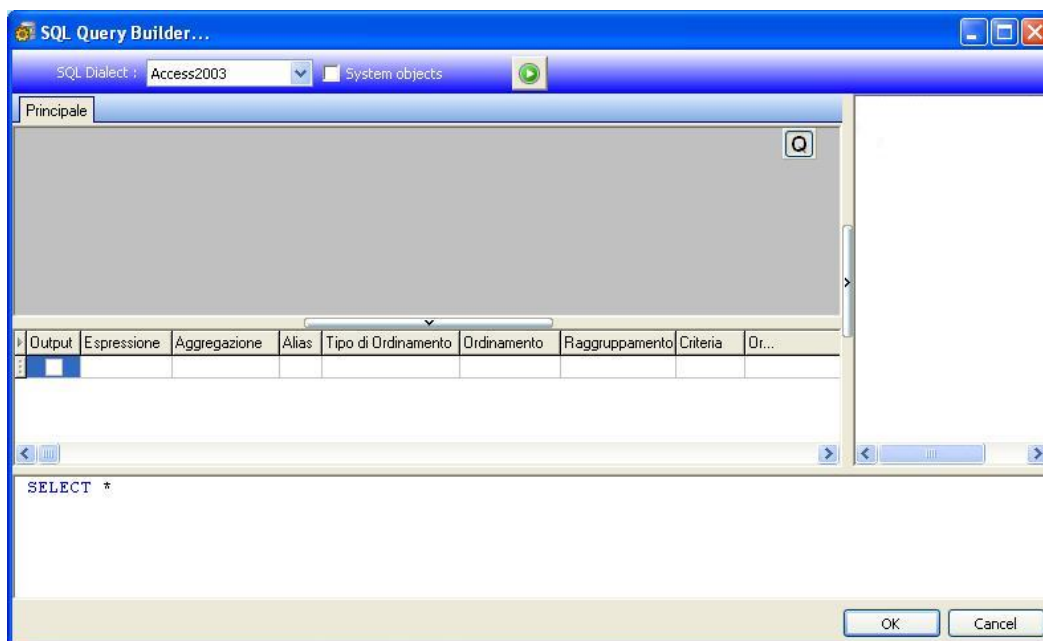 SQL Query Builder...
SQL Dialect : Access2003 System objects
Principale
Q
Output Espressione Aggregazione Alias Tipo di Ordinamento Ordinamento Raggruppamento Criteria Or...
SELECT *
OK Cancel